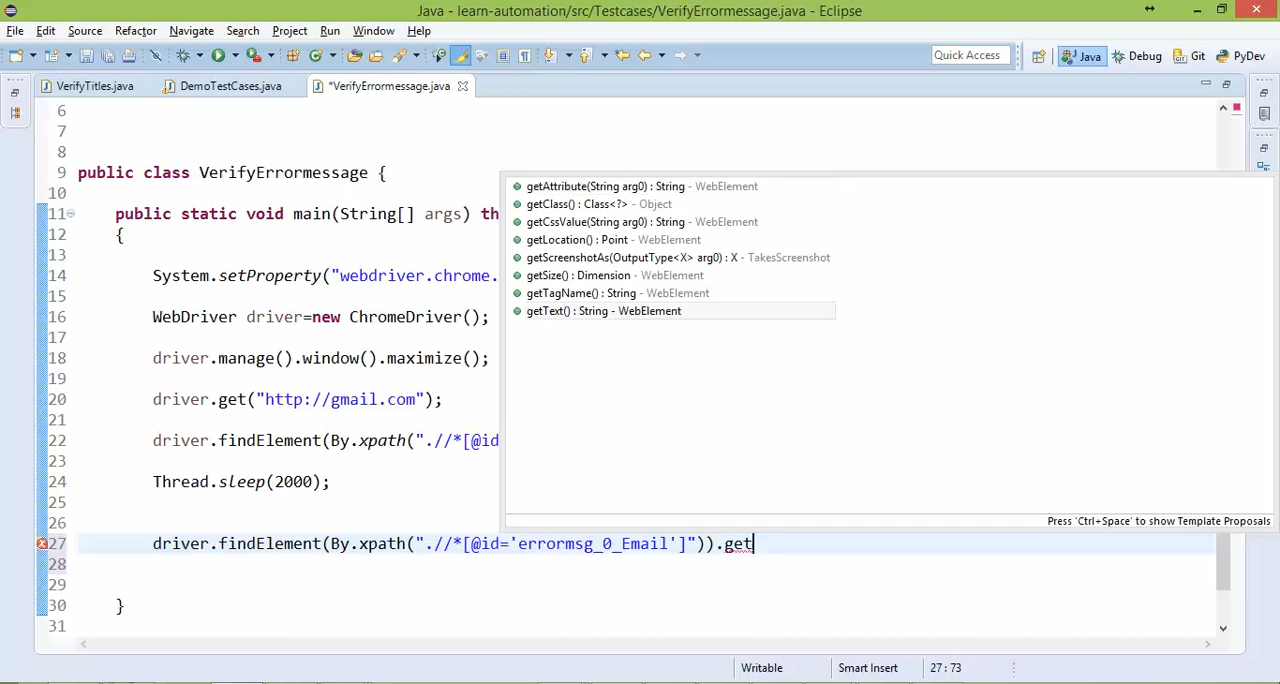 Java - learn-automation/src/Testcases/VerifyErrormessage.java - Eclipse
File Edit Source Refactor Navigate Search Project Run Window Help
Quick Access Java Debug Git PyDev
VerifyTitles.java DemoTestCases.java *VerifyErrormessage.java
6
7
8
9 public class VerifyErrormessage {
10
11 public static void main(String[] args) th
12 {
13
14 System.setProperty("webdriver.chrome.
15
16 WebDriver driver=new ChromeDriver();
17
18 driver.manage().window().maximize();
19
20 driver.get("http://gmail.com");
21
22 driver.findElement(By.xpath(".//*[@id
23
24 Thread.sleep(2000);
25
26
27 driver.findElement(By.xpath(".//*[@id='errormsg_0_Email']")).get
28
29
30 }
31
getAttribute(String arg0) : String - WebElement
getClass() : Class<?> - Object
getCssValue(String arg0) : String - WebElement
getLocation() : Point - WebElement
getScreenshotAs(OutputType<X> arg0) : X - TakesScreenshot
getSize() : Dimension - WebElement
getTagName() : String - WebElement
getText() : String - WebElement
Press 'Ctrl+Space' to show Template Proposals
Writable Smart Insert 27 : 73